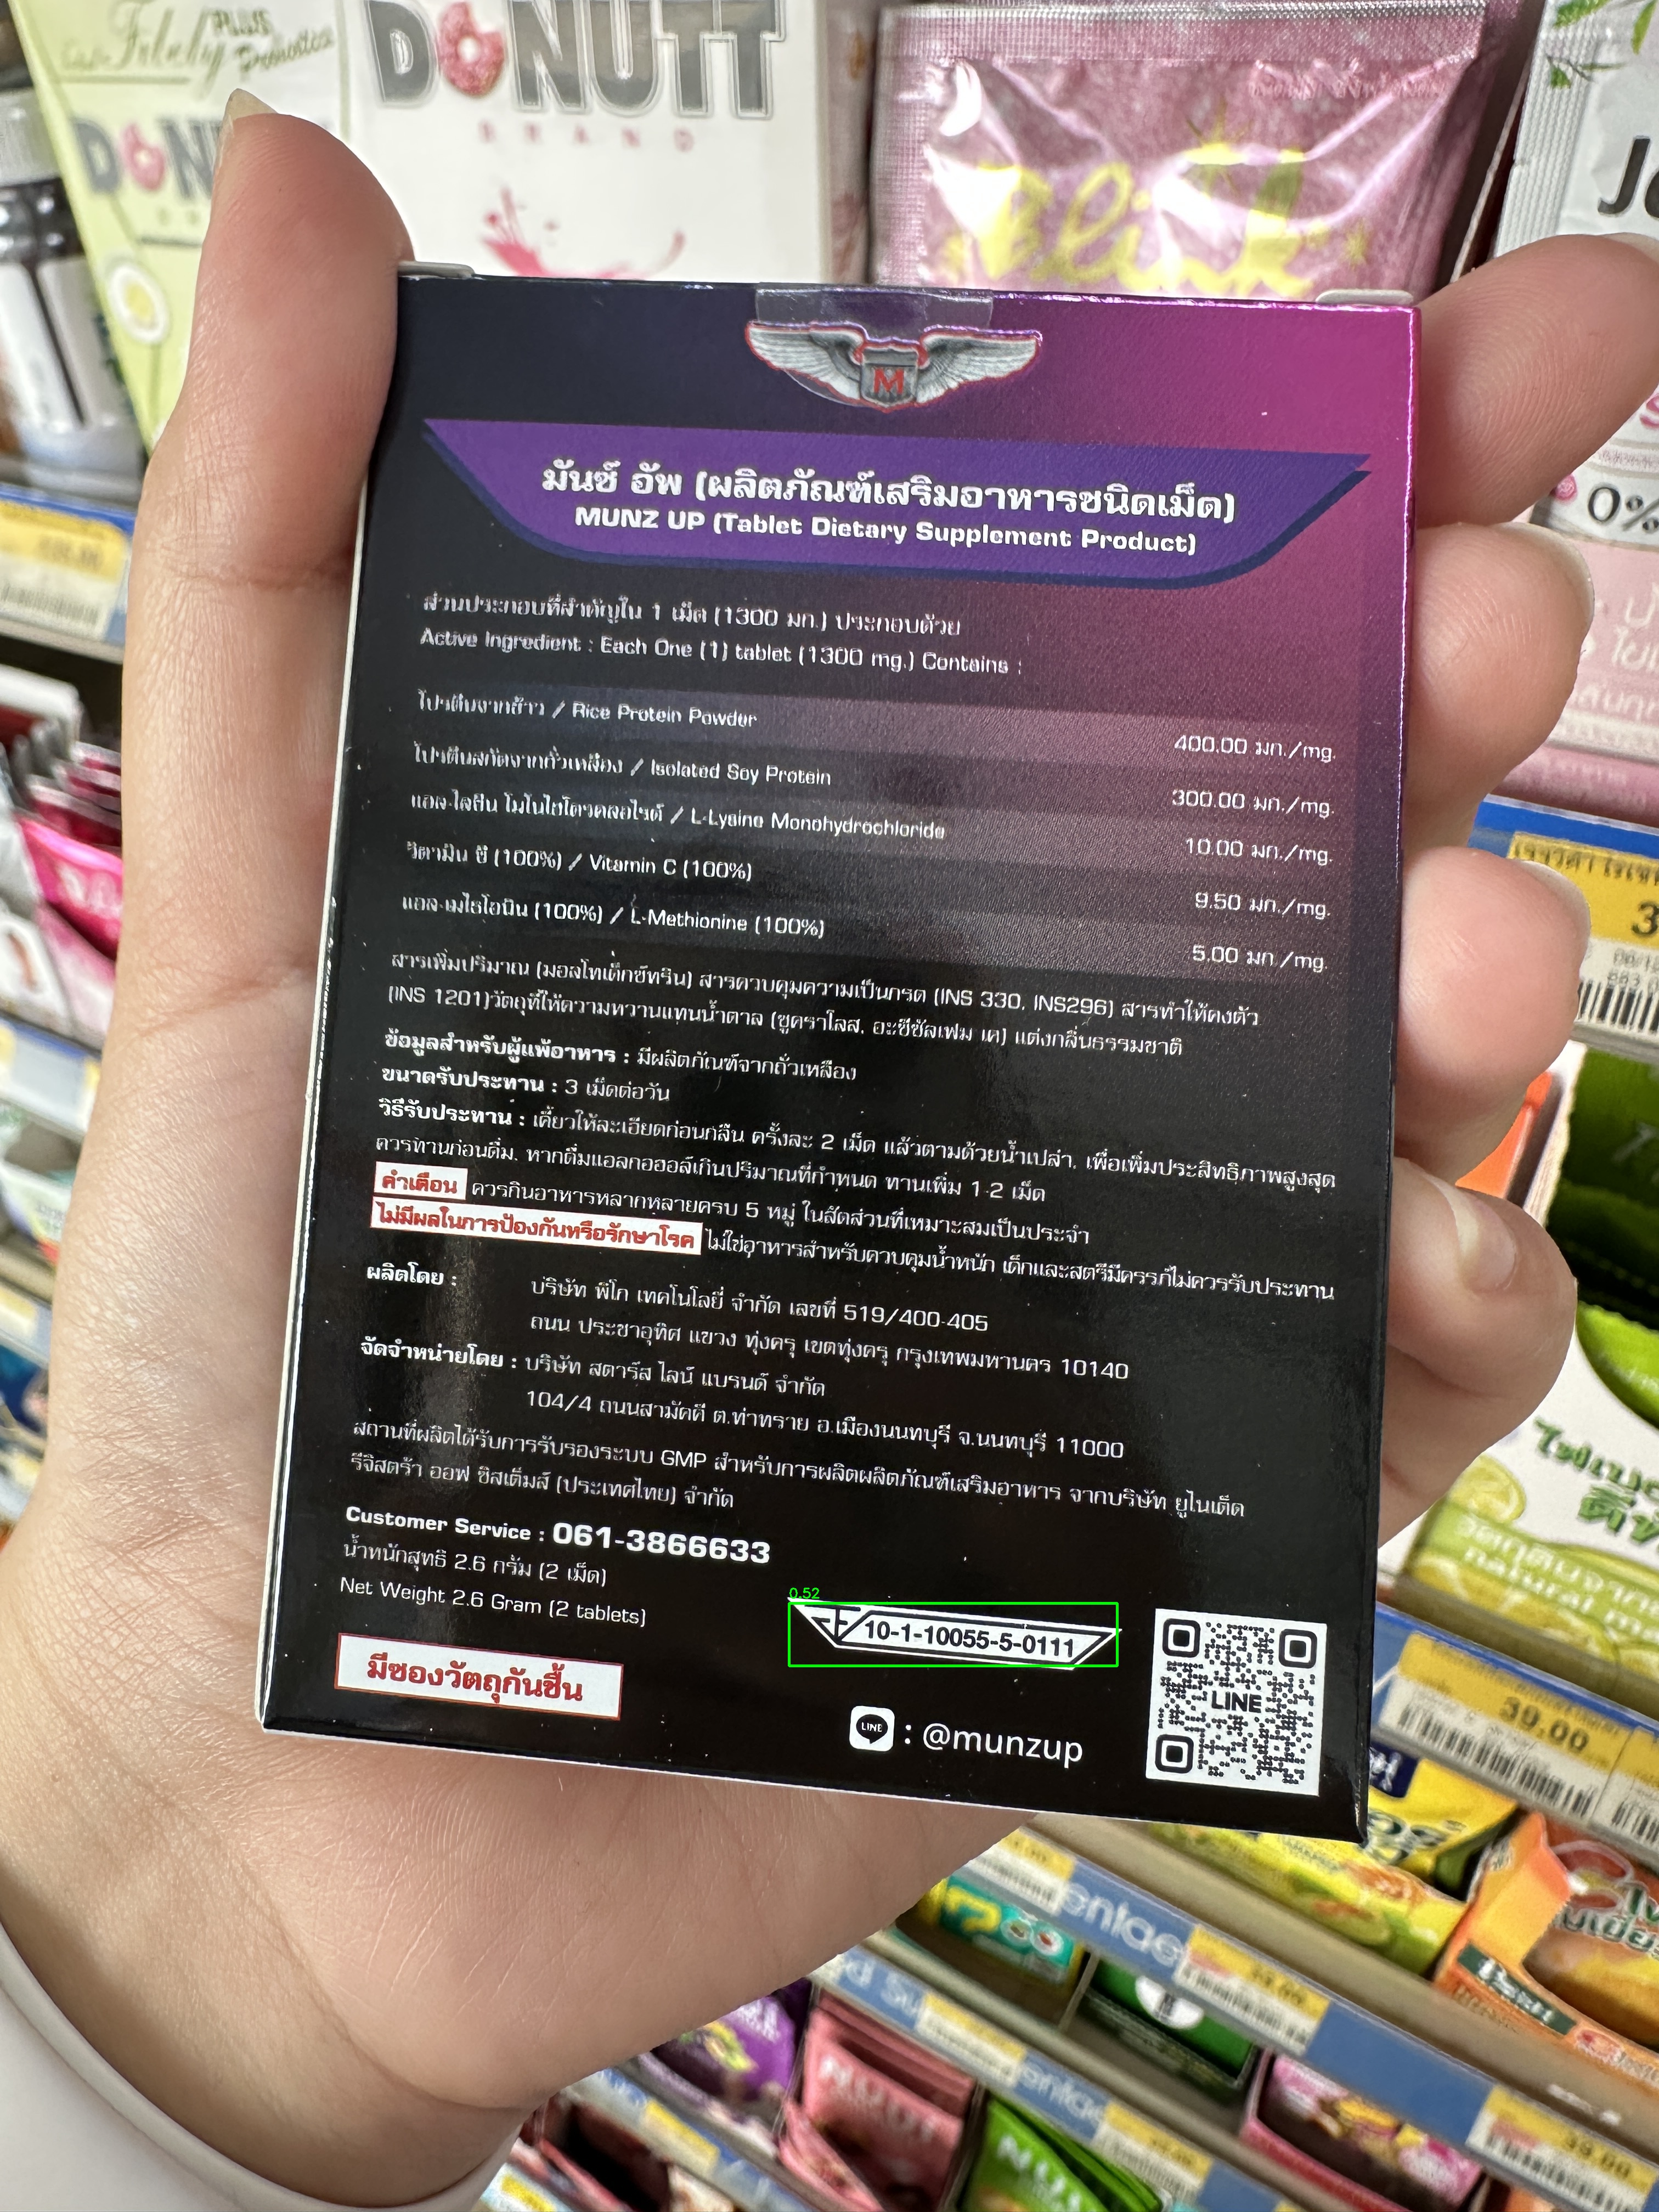 PLUS
DONUTT
BRAND
Blink
0%
M
มันซ์ อัพ (ผลิตภัณฑ์เสริมอาหารชนิดเม็ด)
MUNZ UP (Tablet Dietary Supplement Product)
ส่วนประกอบที่สำคัญใน 1 เม็ด (1300 มก.) ประกอบด้วย
Active Ingredient : Each One (1) tablet (1300 mg.) Contains :
โปรตีนจากข้าว / Rice Protein Powder 400.00 มก./mg.
โปรตีนสกัดจากถั่วเหลือง / Isolated Soy Protein 300.00 มก./mg.
แอล-ไลซีน โมโนไฮโดรคลอไรด์ / L-Lysine Monohydrochloride 10.00 มก./mg.
วิตามิน ซี (100%) / Vitamin C (100%) 9.50 มก./mg.
แอล-เมไธโอนีน (100%) / L-Methionine (100%) 5.00 มก./mg.
สารเพิ่มปริมาณ (มอลโทเด็กซ์ทริน) สารควบคุมความเป็นกรด (INS 330, INS296) สารทำให้คงตัว
(INS 1201)วัตถุที่ให้ความหวานแทนน้ำตาล (ซูคราโลส, อะซีซัลเฟม เค) แต่งกลิ่นธรรมชาติ
ข้อมูลสำหรับผู้แพ้อาหาร : มีผลิตภัณฑ์จากถั่วเหลือง
ขนาดรับประทาน : 3 เม็ดต่อวัน
วิธีรับประทาน : เคี้ยวให้ละเอียดก่อนกลืน ครั้งละ 2 เม็ด แล้วตามด้วยน้ำเปล่า, เพื่อเพิ่มประสิทธิภาพสูงสุด
ควรทานก่อนดื่ม, หากดื่มแอลกอฮอล์เกินปริมาณที่กำหนด ทานเพิ่ม 1-2 เม็ด
คำเตือน ควรกินอาหารหลากหลายครบ 5 หมู่ ในสัดส่วนที่เหมาะสมเป็นประจำ
ไม่มีผลในการป้องกันหรือรักษาโรค ไม่ใช่อาหารสำหรับควบคุมน้ำหนัก เด็กและสตรีมีครรภ์ไม่ควรรับประทาน
ผลิตโดย : บริษัท พีโก เทคโนโลยี่ จำกัด เลขที่ 519/400-405
ถนน ประชาอุทิศ แขวง ทุ่งครุ เขตทุ่งครุ กรุงเทพมหานคร 10140
จัดจำหน่ายโดย : บริษัท สตาร์ส ไลน์ แบรนด์ จำกัด
104/4 ถนนสามัคคี ต.ท่าทราย อ.เมืองนนทบุรี จ.นนทบุรี 11000
สถานที่ผลิตได้รับการรับรองระบบ GMP สำหรับการผลิตผลิตภัณฑ์เสริมอาหาร จากบริษัท ยูไนเต็ด
รีจิสตร้า ออฟ ซิสเต็มส์ (ประเทศไทย) จำกัด
Customer Service : 061-3866633
น้ำหนักสุทธิ 2.6 กรัม (2 เม็ด)
Net Weight 2.6 Gram (2 tablets)
0.52
10-1-10055-5-0111
มีซองวัตถุกันชื้น
LINE : @munzup
LINE
39.00
39.00